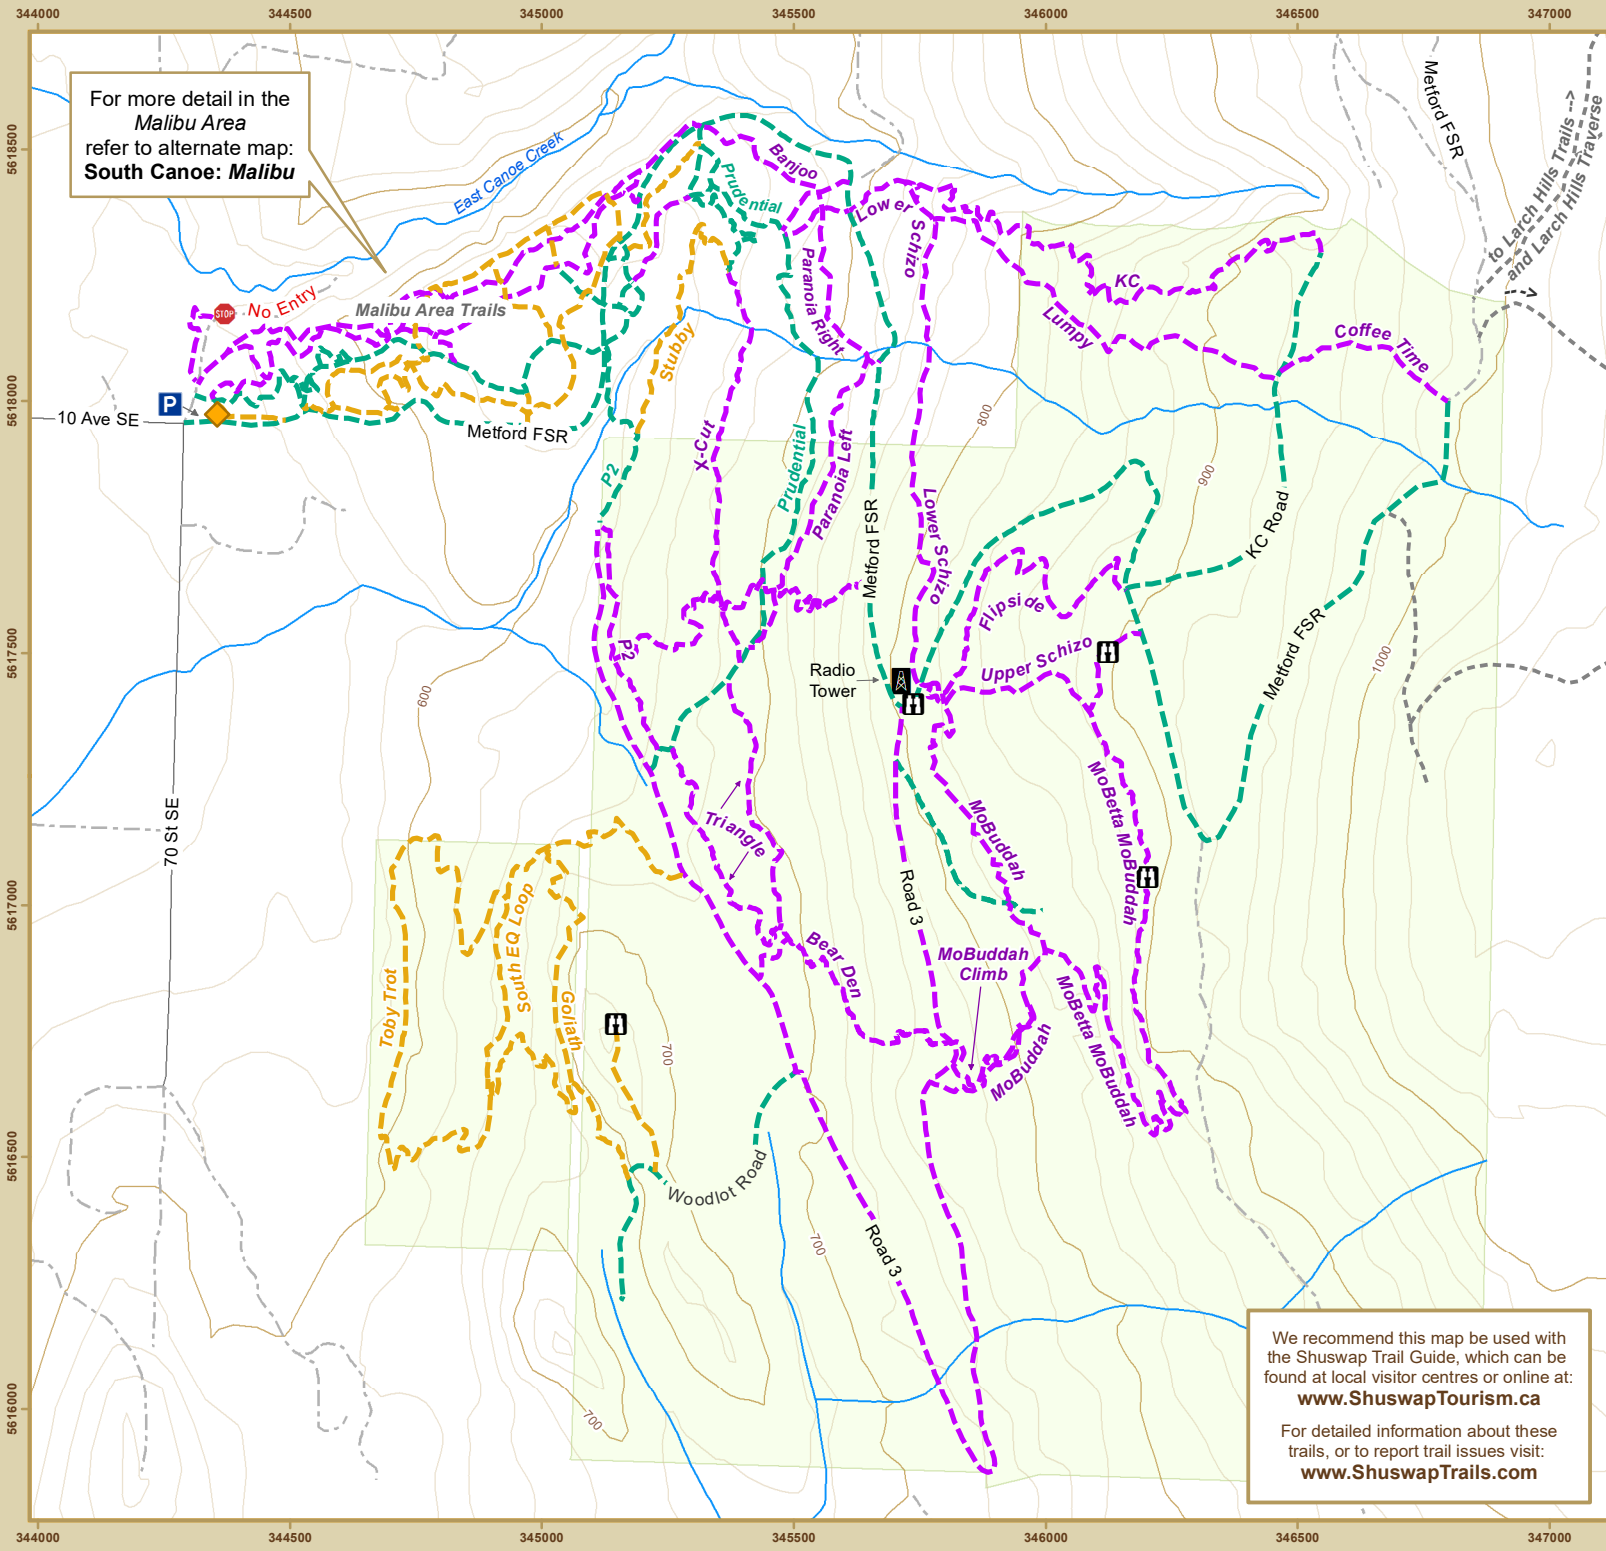 344000
344500
345000
345500
346000
346500
347000
5618500
5618000
5617500
5617000
5616500
5616000
For more detail in the
Malibu Area
refer to alternate map:
South Canoe: Malibu
East Canoe Creek
Metford FSR
to Larch Hills Trails -->
and Larch Hills Traverse
-->
Banjoo
Prudential
Lower
Schizo
STOP
No Entry
Malibu Area Trails
Paranoia Right
KC
Lumpy
Coffee Time
Stubby
P
10 Ave SE
Metford FSR
800
X-Cut
P2
Prudential
Paranoia Left
900
Metford FSR
Lower Schizo
KC Road
Flipside
Metford FSR
P2
Upper Schizo
1000
Radio
Tower
600
70 St SE
Triangle
MoBuddah
MoBetta MoBuddah
Road 3
South EQ Loop
Toby Trot
Goliath
Bear Den
MoBuddah
Climb
MoBetta MoBuddah
MoBuddah
700
Woodlot Road
700
Road 3
700
We recommend this map be used with
the Shuswap Trail Guide, which can be
found at local visitor centres or online at:
www.ShuswapTourism.ca
For detailed information about these
trails, or to report trail issues visit:
www.ShuswapTrails.com
344000
344500
345000
345500
346000
346500
347000